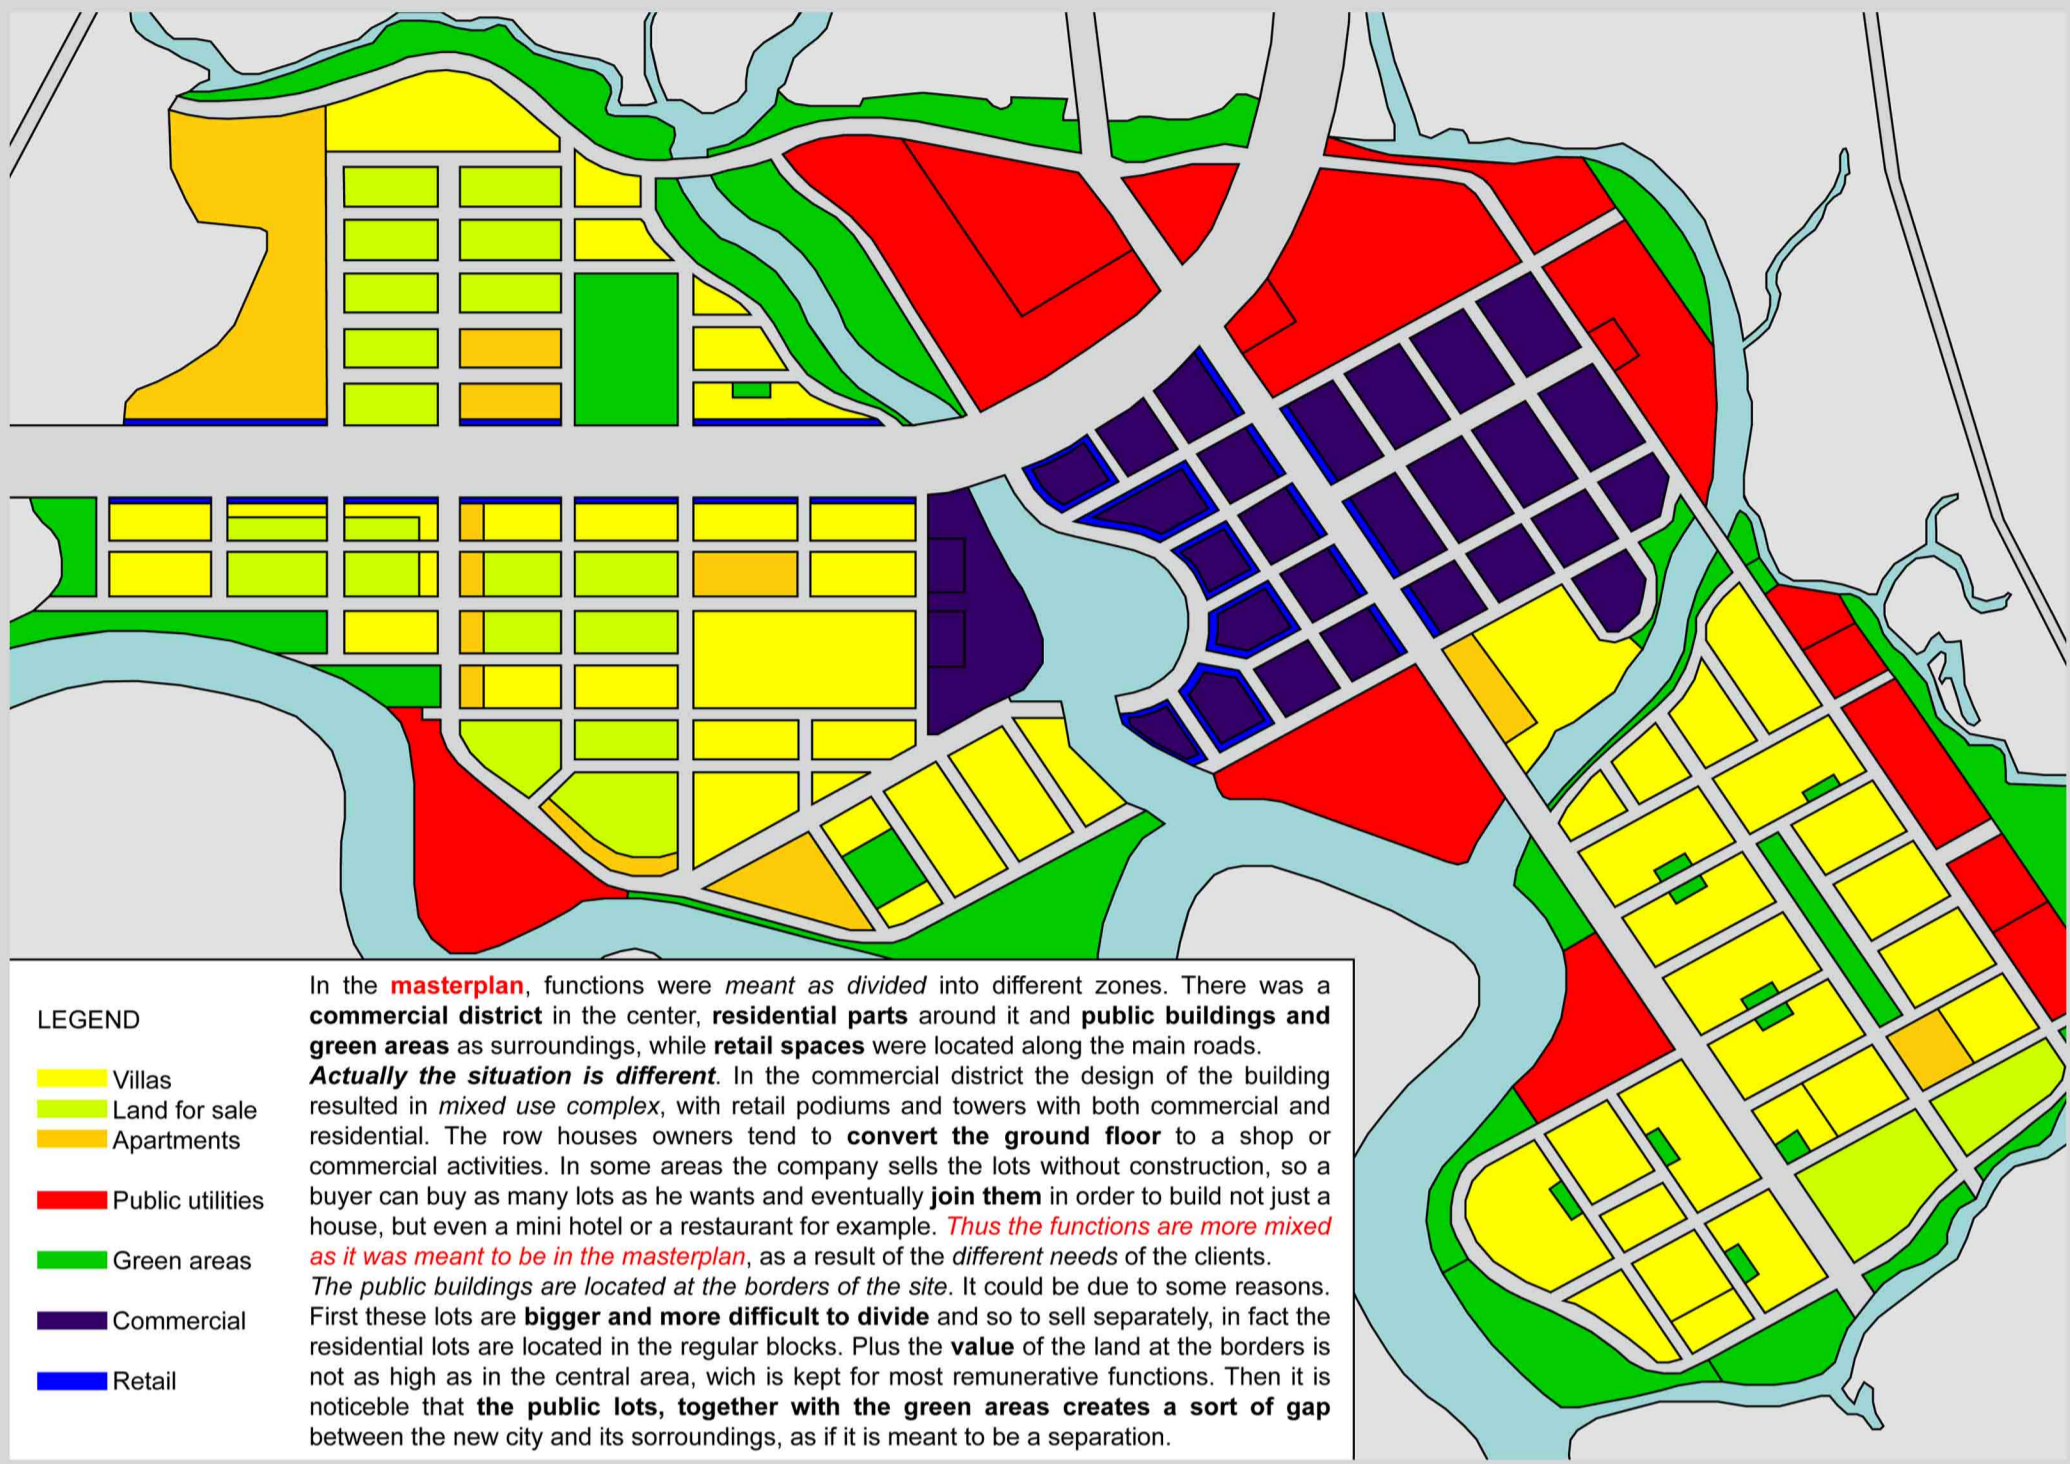 LEGEND
Villas
Land for sale
Apartments
Public utilities
Green areas
Commercial
Retail
In the masterplan, functions were meant as divided into different zones. There was a
commercial district in the center, residential parts around it and public buildings and
green areas as surroundings, while retail spaces were located along the main roads.
Actually the situation is different. In the commercial district the design of the building
resulted in mixed use complex, with retail podiums and towers with both commercial and
residential. The row houses owners tend to convert the ground floor to a shop or
commercial activities. In some areas the company sells the lots without construction, so a
buyer can buy as many lots as he wants and eventually join them in order to build not just a
house, but even a mini hotel or a restaurant for example. Thus the functions are more mixed
as it was meant to be in the masterplan, as a result of the different needs of the clients.
The public buildings are located at the borders of the site. It could be due to some reasons.
First these lots are bigger and more difficult to divide and so to sell separately, in fact the
residential lots are located in the regular blocks. Plus the value of the land at the borders is
not as high as in the central area, wich is kept for most remunerative functions. Then it is
noticeble that the public lots, together with the green areas creates a sort of gap
between the new city and its sorroundings, as if it is meant to be a separation.